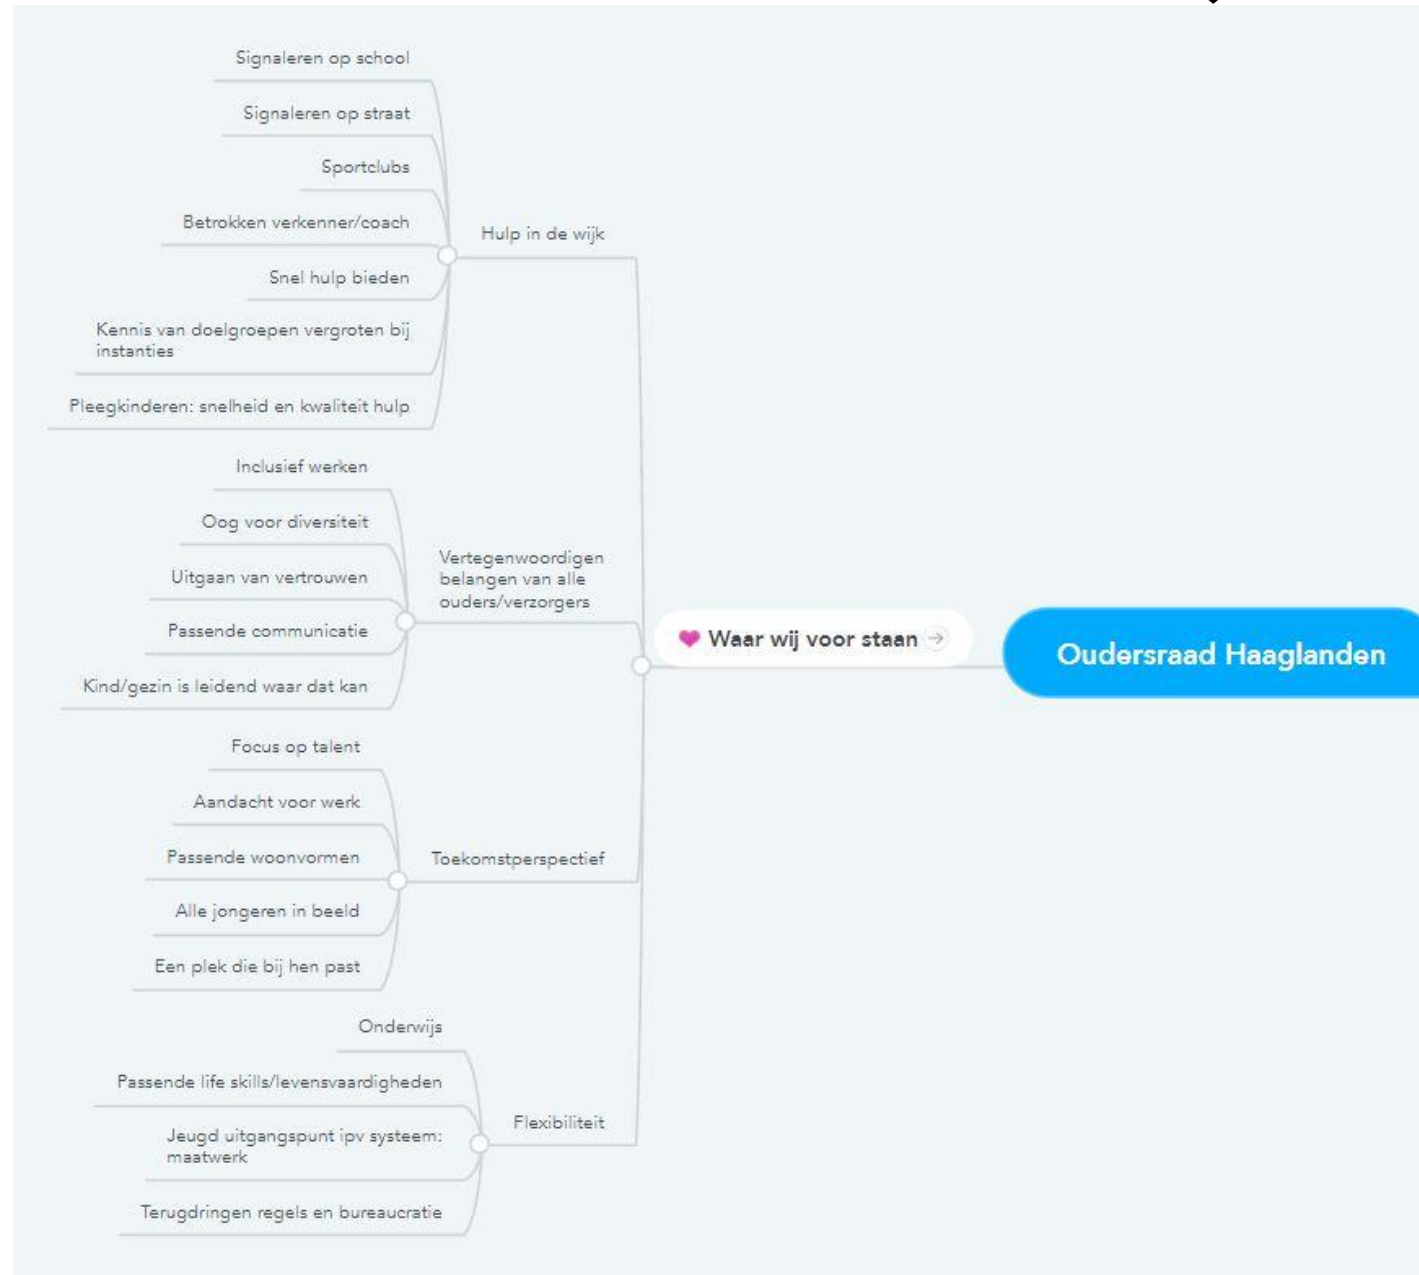 Signaleren op school
Signaleren op straat
Sportclubs
Betrokken verkenner/coach
Snel hulp bieden
Kennis van doelgroepen vergroten bij
instanties
Pleegkinderen: snelheid en kwaliteit hulp
Hulp in de wijk
Inclusief werken
Oog voor diversiteit
Uitgaan van vertrouwen
Passende communicatie
Kind/gezin is leidend waar dat kan
Vertegenwoordigen
belangen van alle
ouders/verzorgers
Focus op talent
Aandacht voor werk
Passende woonvormen
Alle jongeren in beeld
Een plek die bij hen past
Toekomstperspectief
Onderwijs
Passende life skills/levensvaardigheden
Jeugd uitgangspunt ipv systeem:
maatwerk
Terugdringen regels en bureaucratie
Flexibiliteit
Waar wij voor staan
Oudersraad Haaglanden